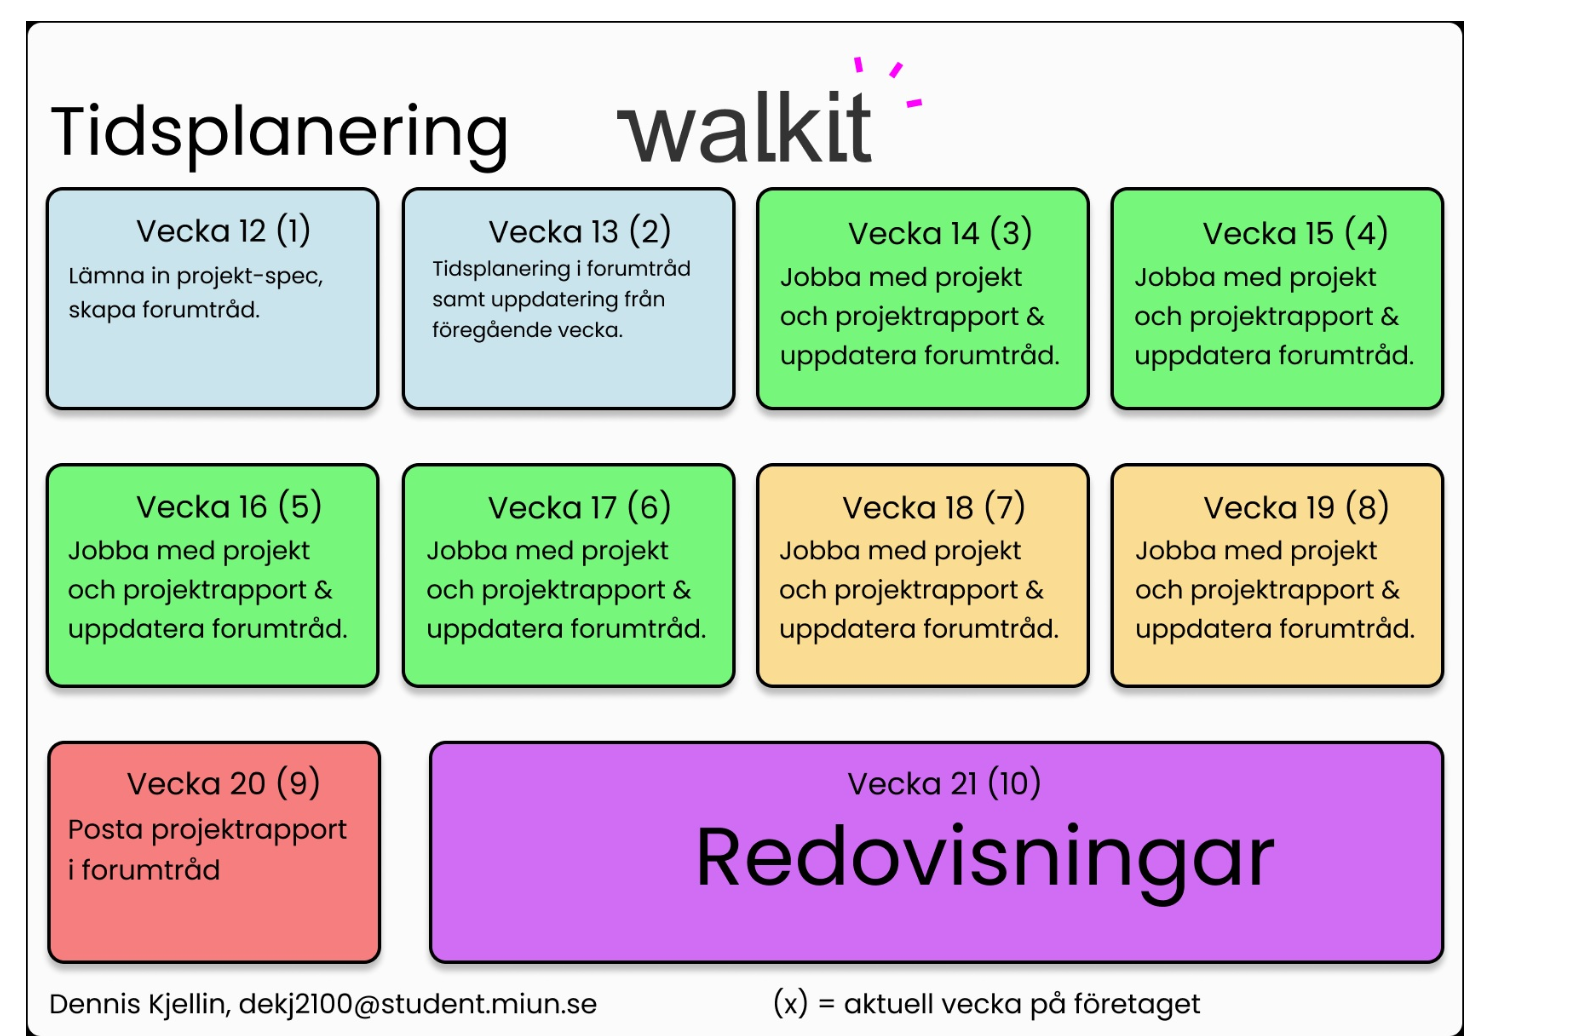 Tidsplanering
walkit
Vecka 12 (1)
Lämna in projekt-spec,
skapa forumtråd.
Vecka 13 (2)
Tidsplanering i forumtråd
samt uppdatering från
föregående vecka.
Vecka 14 (3)
Jobba med projekt
och projektrapport &
uppdatera forumtråd.
Vecka 15 (4)
Jobba med projekt
och projektrapport &
uppdatera forumtråd.
Vecka 16 (5)
Jobba med projekt
och projektrapport &
uppdatera forumtråd.
Vecka 17 (6)
Jobba med projekt
och projektrapport &
uppdatera forumtråd.
Vecka 18 (7)
Jobba med projekt
och projektrapport &
uppdatera forumtråd.
Vecka 19 (8)
Jobba med projekt
och projektrapport &
uppdatera forumtråd.
Vecka 20 (9)
Posta projektrapport
i forumtråd
Vecka 21 (10)
Redovisningar
Dennis Kjellin, dekj2100@student.miun.se
(x) = aktuell vecka på företaget